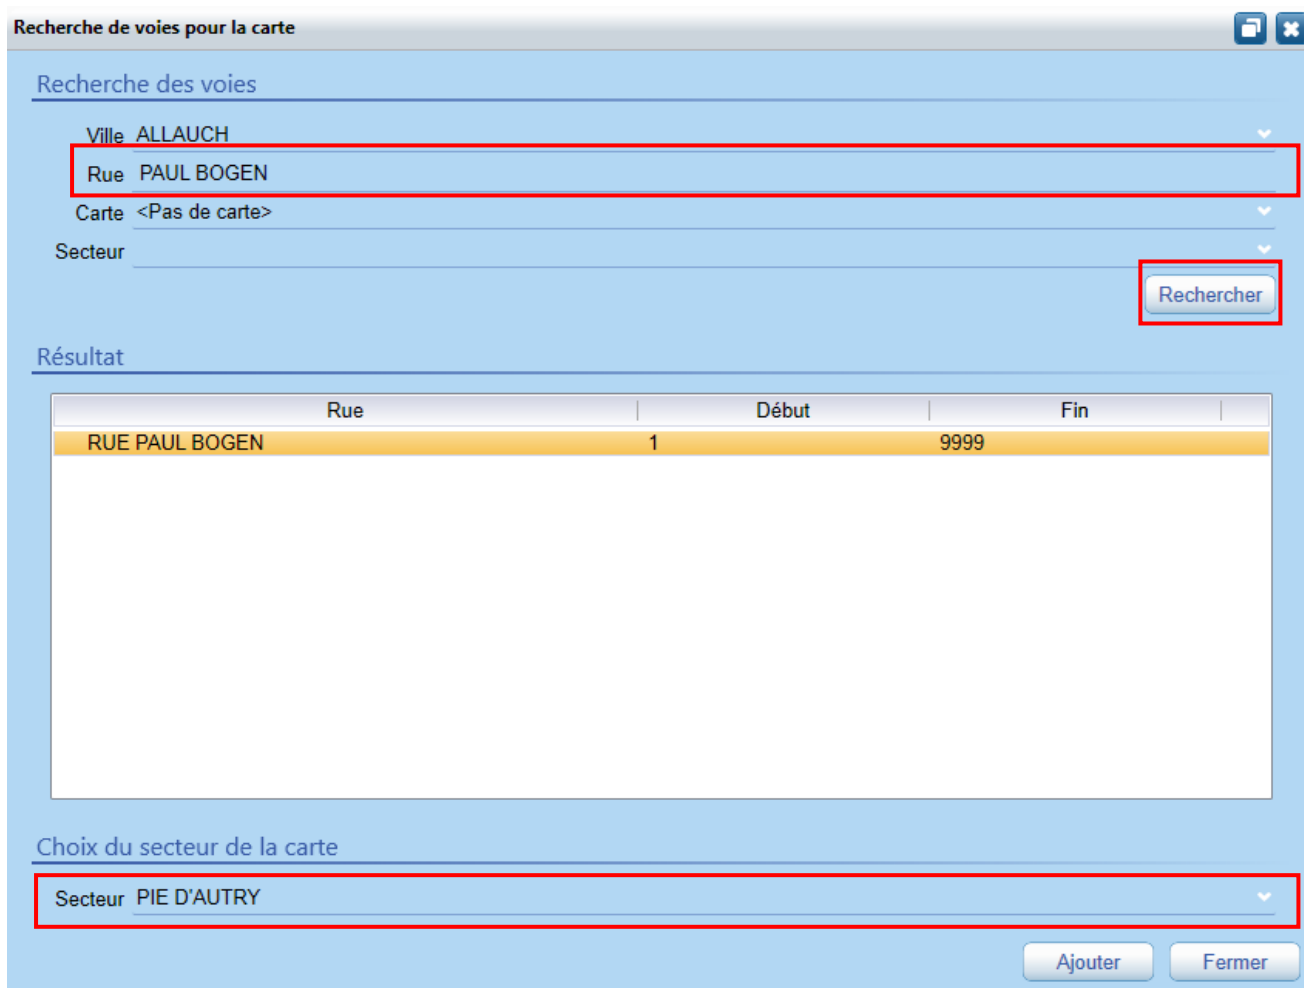 Recherche de voies pour la carte
Recherche des voies
Ville ALLAUCH
Rue PAUL BOGEN
Carte <Pas de carte>
Secteur
Rechercher
Résultat
Rue Début Fin
RUE PAUL BOGEN 1 9999
Choix du secteur de la carte
Secteur PIE D'AUTRY
Ajouter Fermer